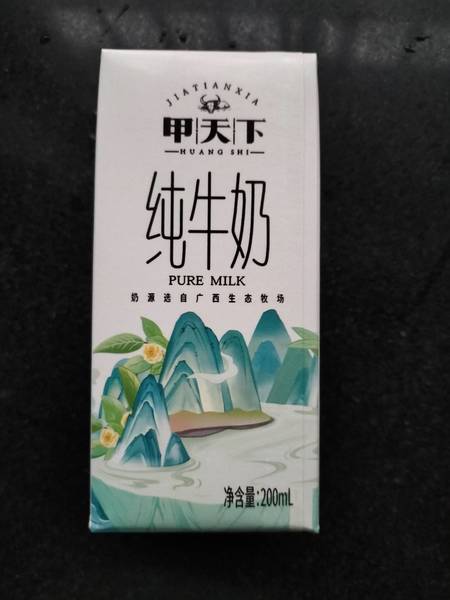 JIATIANXIA
甲天下
HUANG SHI
纯牛奶
PURE MILK
奶源选自广西生态牧场
净含量:200mL